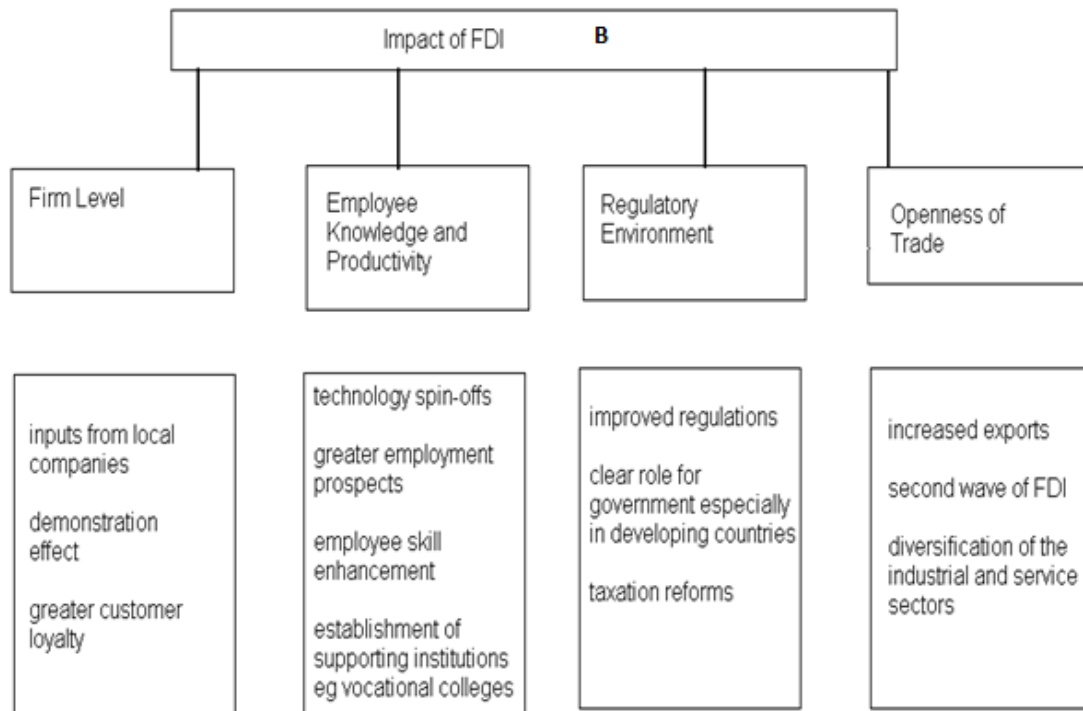 Impact of FDI B
Firm Level
Employee
Knowledge and
Productivity
Regulatory
Environment
Openness of
Trade
inputs from local
companies
demonstration
effect
greater customer
loyalty
technology spin-offs
greater employment
prospects
employee skill
enhancement
establishment of
supporting institutions
eg vocational colleges
improved regulations
clear role for
government especially
in developing countries
taxation reforms
increased exports
second wave of FDI
diversification of the
industrial and service
sectors